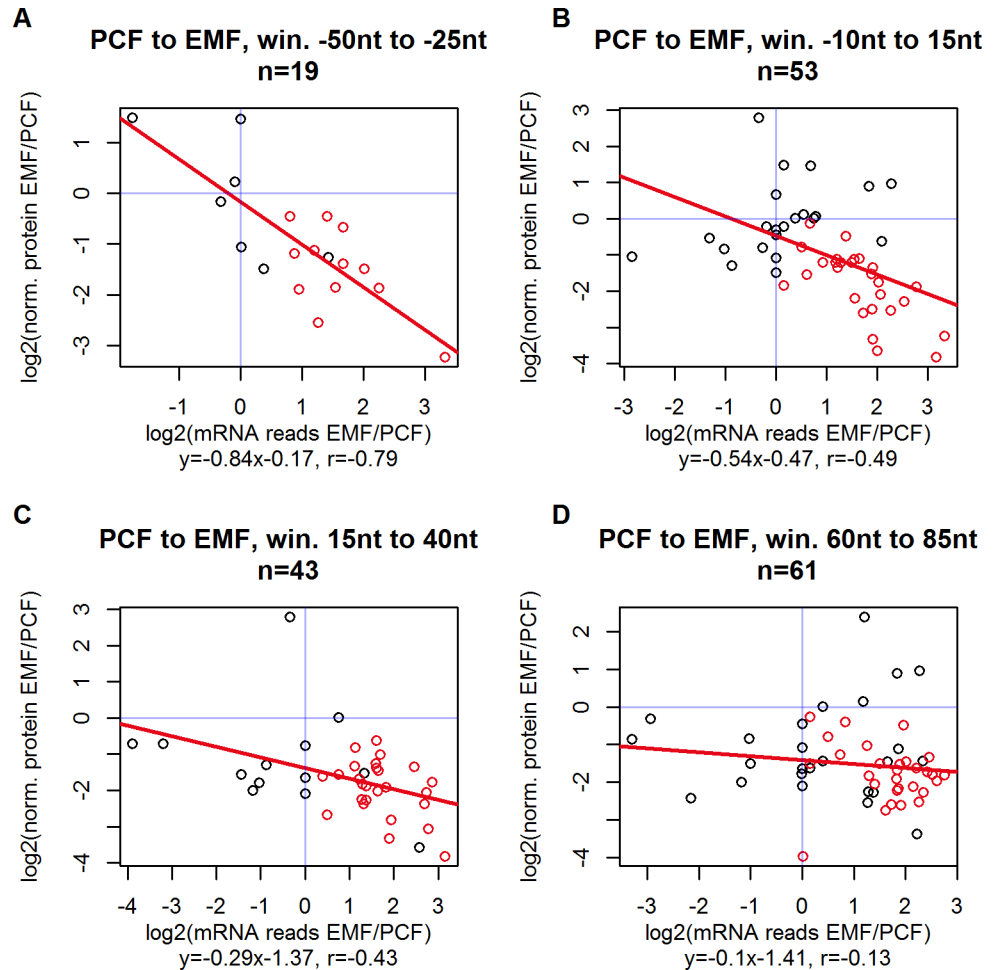 A
PCF to EMF, win. -50nt to -25nt
n=19
log2(norm. protein EMF/PCF)
1
0
-1
-2
-3
-1 0 1 2 3
log2(mRNA reads EMF/PCF)
y=-0.84x-0.17, r=-0.79
B
PCF to EMF, win. -10nt to 15nt
n=53
log2(norm. protein EMF/PCF)
3
2
1
0
-2
-4
-3 -2 -1 0 1 2 3
log2(mRNA reads EMF/PCF)
y=-0.54x-0.47, r=-0.49
C
PCF to EMF, win. 15nt to 40nt
n=43
log2(norm. protein EMF/PCF)
3
2
0
-2
-4
-4 -3 -2 -1 0 1 2 3
log2(mRNA reads EMF/PCF)
y=-0.29x-1.37, r=-0.43
D
PCF to EMF, win. 60nt to 85nt
n=61
log2(norm. protein EMF/PCF)
2
1
0
-2
-4
-3 -2 -1 0 1 2 3
log2(mRNA reads EMF/PCF)
y=-0.1x-1.41, r=-0.13